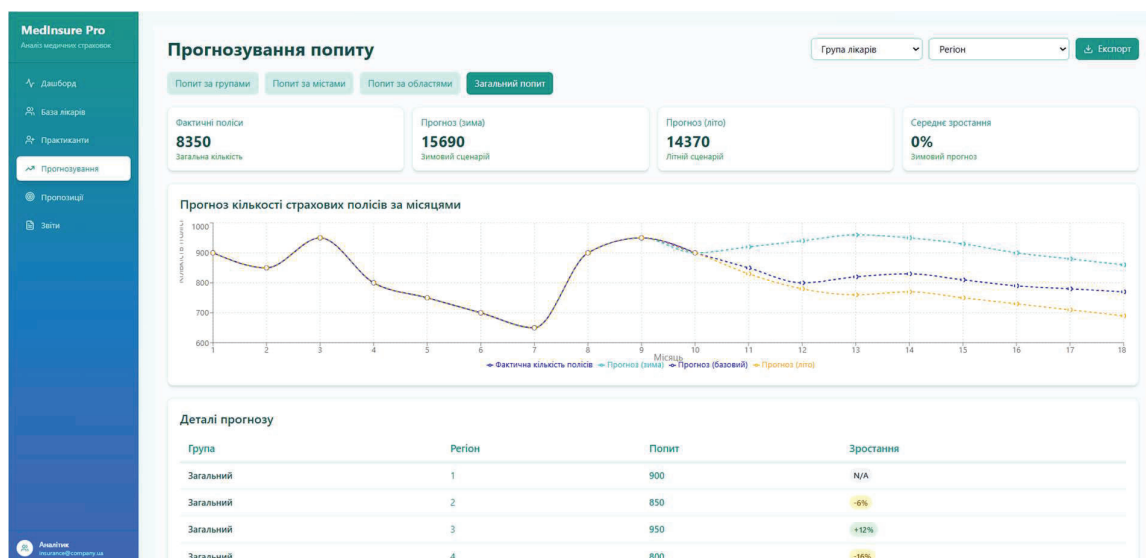 MedInsure Pro
Аналіз медичних страховок
Дашборд
База лікарів
Практиканти
Прогнозування
Пропозиції
Звіти
Аналітик
insurance@company.ua
Прогнозування попиту
Група лікарів
Регіон
Експорт
Попит за групами
Попит за містами
Попит за областями
Загальний попит
Фактичні поліси
8350
Загальна кількість
Прогноз (зима)
15690
Зимовий сценарій
Прогноз (літо)
14370
Літній сценарій
Середнє зростання
0%
Зимовий прогноз
Прогноз кількості страхових полісів за місяцями
1000
900
800
700
600
1 2 3 4 5 6 7 8 9 10 11 12 13 14 15 16 17 18
Місяць
Фактична кількість полісів Прогноз (зима) Прогноз (базовий) Прогноз (літо)
Деталі прогнозу
Група Регіон Попит Зростання
Загальний 1 900 N/A
Загальний 2 850 -6%
Загальний 3 950 +12%
Загальний 4 800 -16%